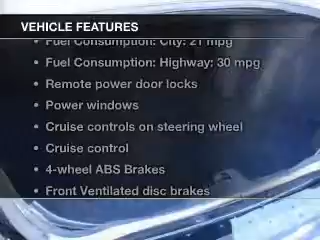 VEHICLE FEATURES
• Fuel Consumption: City: 21 mpg
• Fuel Consumption: Highway: 30 mpg
• Remote power door locks
• Power windows
• Cruise controls on steering wheel
• Cruise control
• 4-wheel ABS Brakes
• Front Ventilated disc brakes